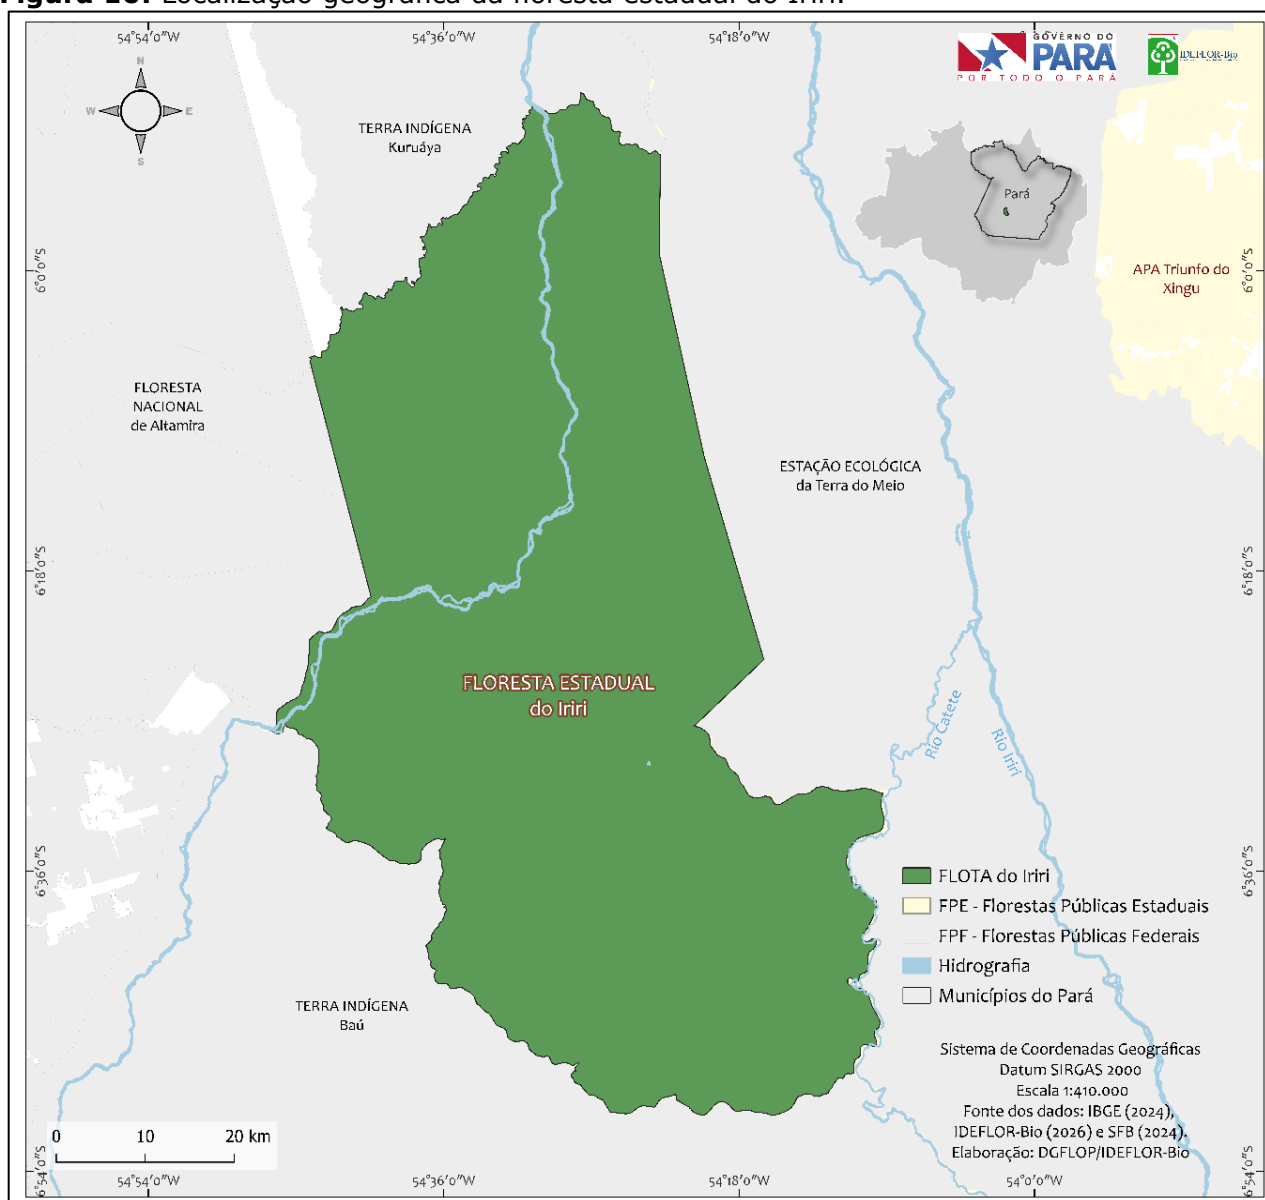 Figura 16. Localização geográfica da floresta estadual do Iriri.
54°54'0"W
54°36'0"W
54°18'0"W
GOVERNO DO
PARÁ
POR TODO O PARÁ
IDEFLOR-Bio
N
W
E
S
TERRA INDÍGENA
Kuruáya
Pará
6°0'0"S
6°0'0"S
APA Triunfo do
Xingu
FLORESTA
NACIONAL
de Altamira
ESTAÇÃO ECOLÓGICA
da Terra do Meio
6°18'0"S
6°18'0"S
FLORESTA ESTADUAL
do Iriri
Rio Catete
Rio Iriri
6°36'0"S
6°36'0"S
FLOTA do Iriri
FPE - Florestas Públicas Estaduais
FPF - Florestas Públicas Federais
Hidrografia
Municípios do Pará
TERRA INDÍGENA
Baú
Sistema de Coordenadas Geográficas
Datum SIRGAS 2000
Escala 1:410.000
Fonte dos dados: IBGE (2024),
IDEFLOR-Bio (2026) e SFB (2024).
Elaboração: DGFLOP/IDEFLOR-Bio
0 10 20 km
6°54'0"S
6°54'0"S
54°54'0"W
54°36'0"W
54°18'0"W
54°0'0"W